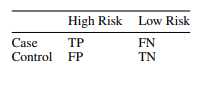 High Risk Low Risk
Case TP FN
Control FP TN